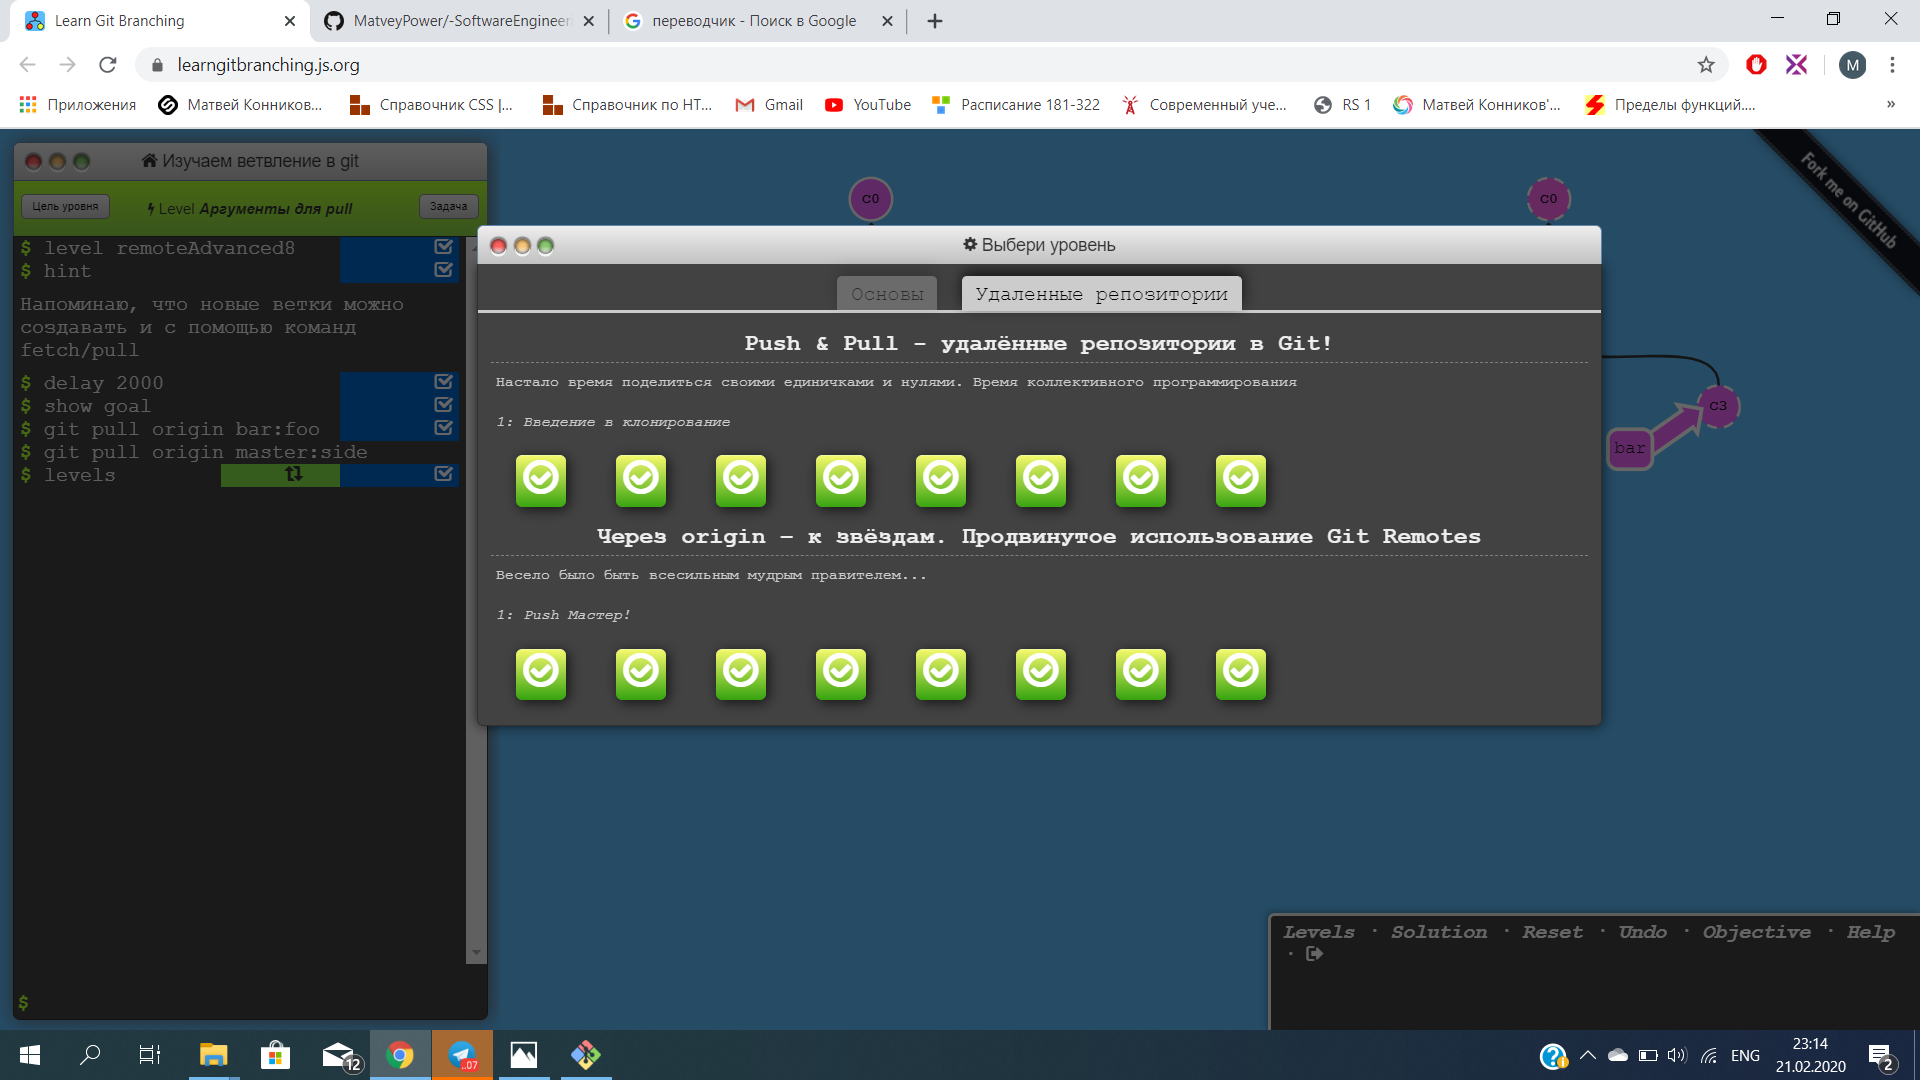 Learn Git Branching
MatveyPower/-SoftwareEngineer
переводчик - Поиск в Google
learngitbranching.js.org
M
Приложения
Матвей Конников...
Справочник CSS |...
Справочник по HT...
Gmail
YouTube
Расписание 181-322
Современный уче...
RS 1
Матвей Конников'...
Пределы функций....
»
Изучаем ветвление в git
Цель уровня
Level Аргументы для pull
Задача
$ level remoteAdvanced8
$ hint
Напоминаю, что новые ветки можно
создавать и с помощью команд
fetch/pull
$ delay 2000
$ show goal
$ git pull origin bar:foo
$ git pull origin master:side
$ levels
$
C0
C0
Fork me on GitHub
C3
bar
Выбери уровень
Основы
Удаленные репозитории
Push & Pull – удалённые репозитории в Git!
Настало время поделиться своими единичками и нулями. Время коллективного программирования
1: Введение в клонирование
Через origin – к звёздам. Продвинутое использование Git Remotes
Весело было быть всесильным мудрым правителем...
1: Push Мастер!
Levels · Solution · Reset · Undo · Objective · Help
·
12
..07
ENG
23:14
21.02.2020
2